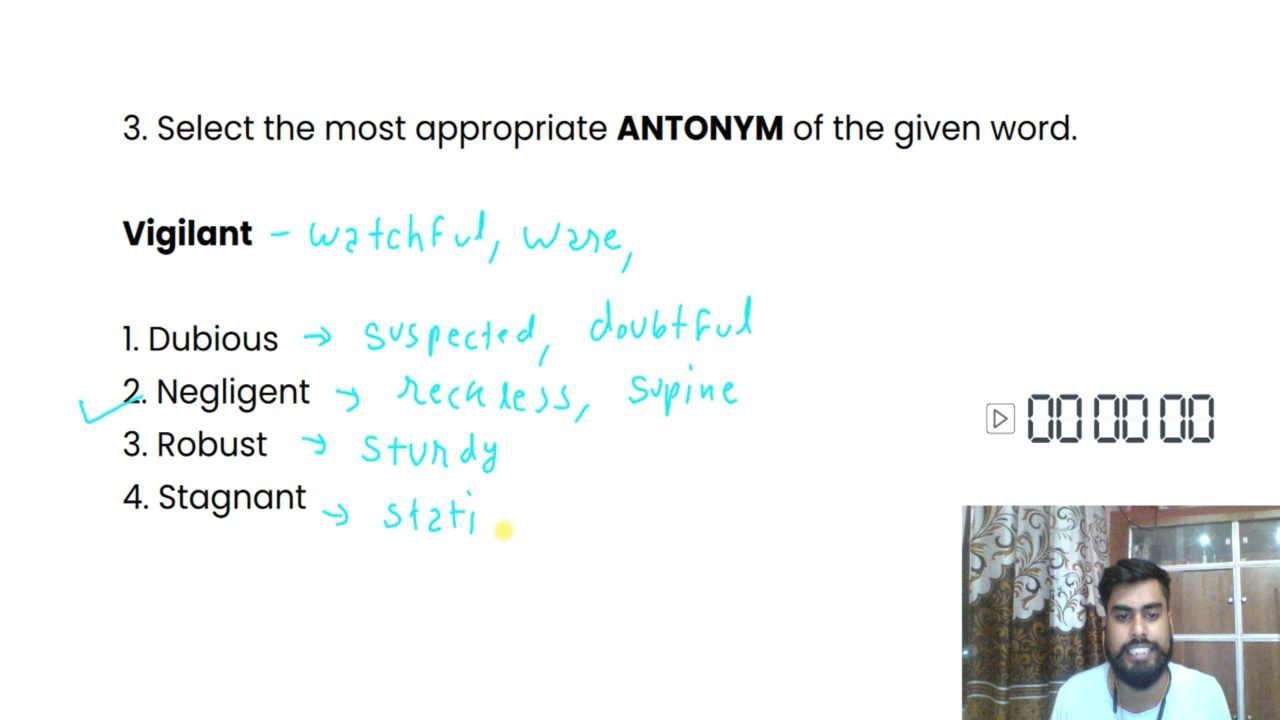 3. Select the most appropriate ANTONYM of the given word.
Vigilant - watchful, ware,
1. Dubious → suspected, doubtful
2. Negligent → reckless, supine
3. Robust → sturdy
4. Stagnant → stati
00 00 00